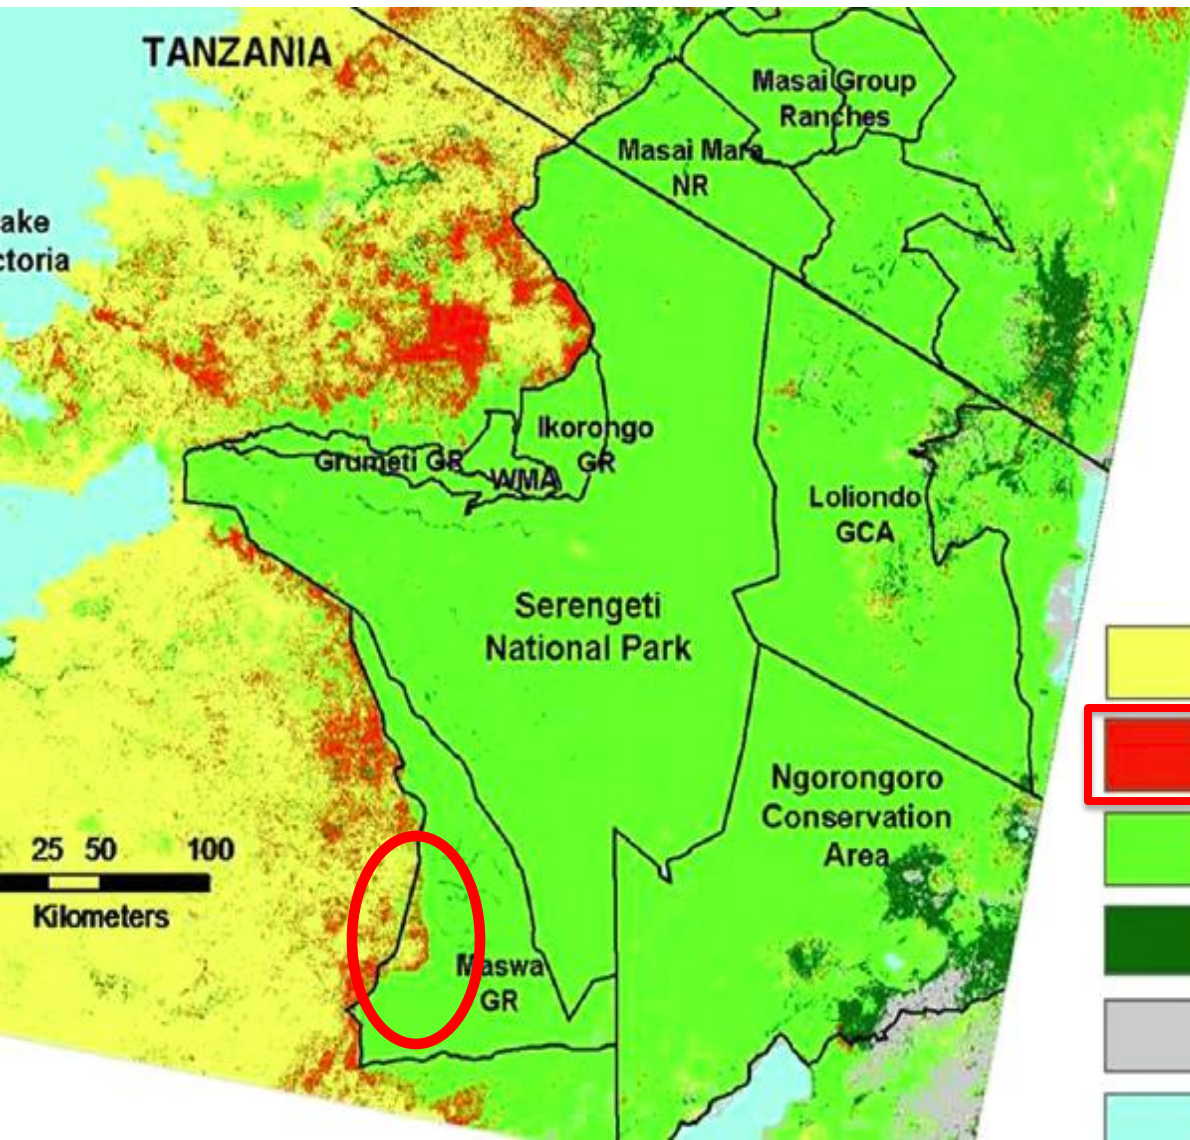 TANZANIA
Masai Group
Ranches
Masai Mara
NR
ake
ctoria
Ikorongo
GR
Grumeti GR
WMA
Loliondo
GCA
Serengeti
National Park
Ngorongoro
Conservation
Area
25 50 100
Kilometers
Maswa
GR